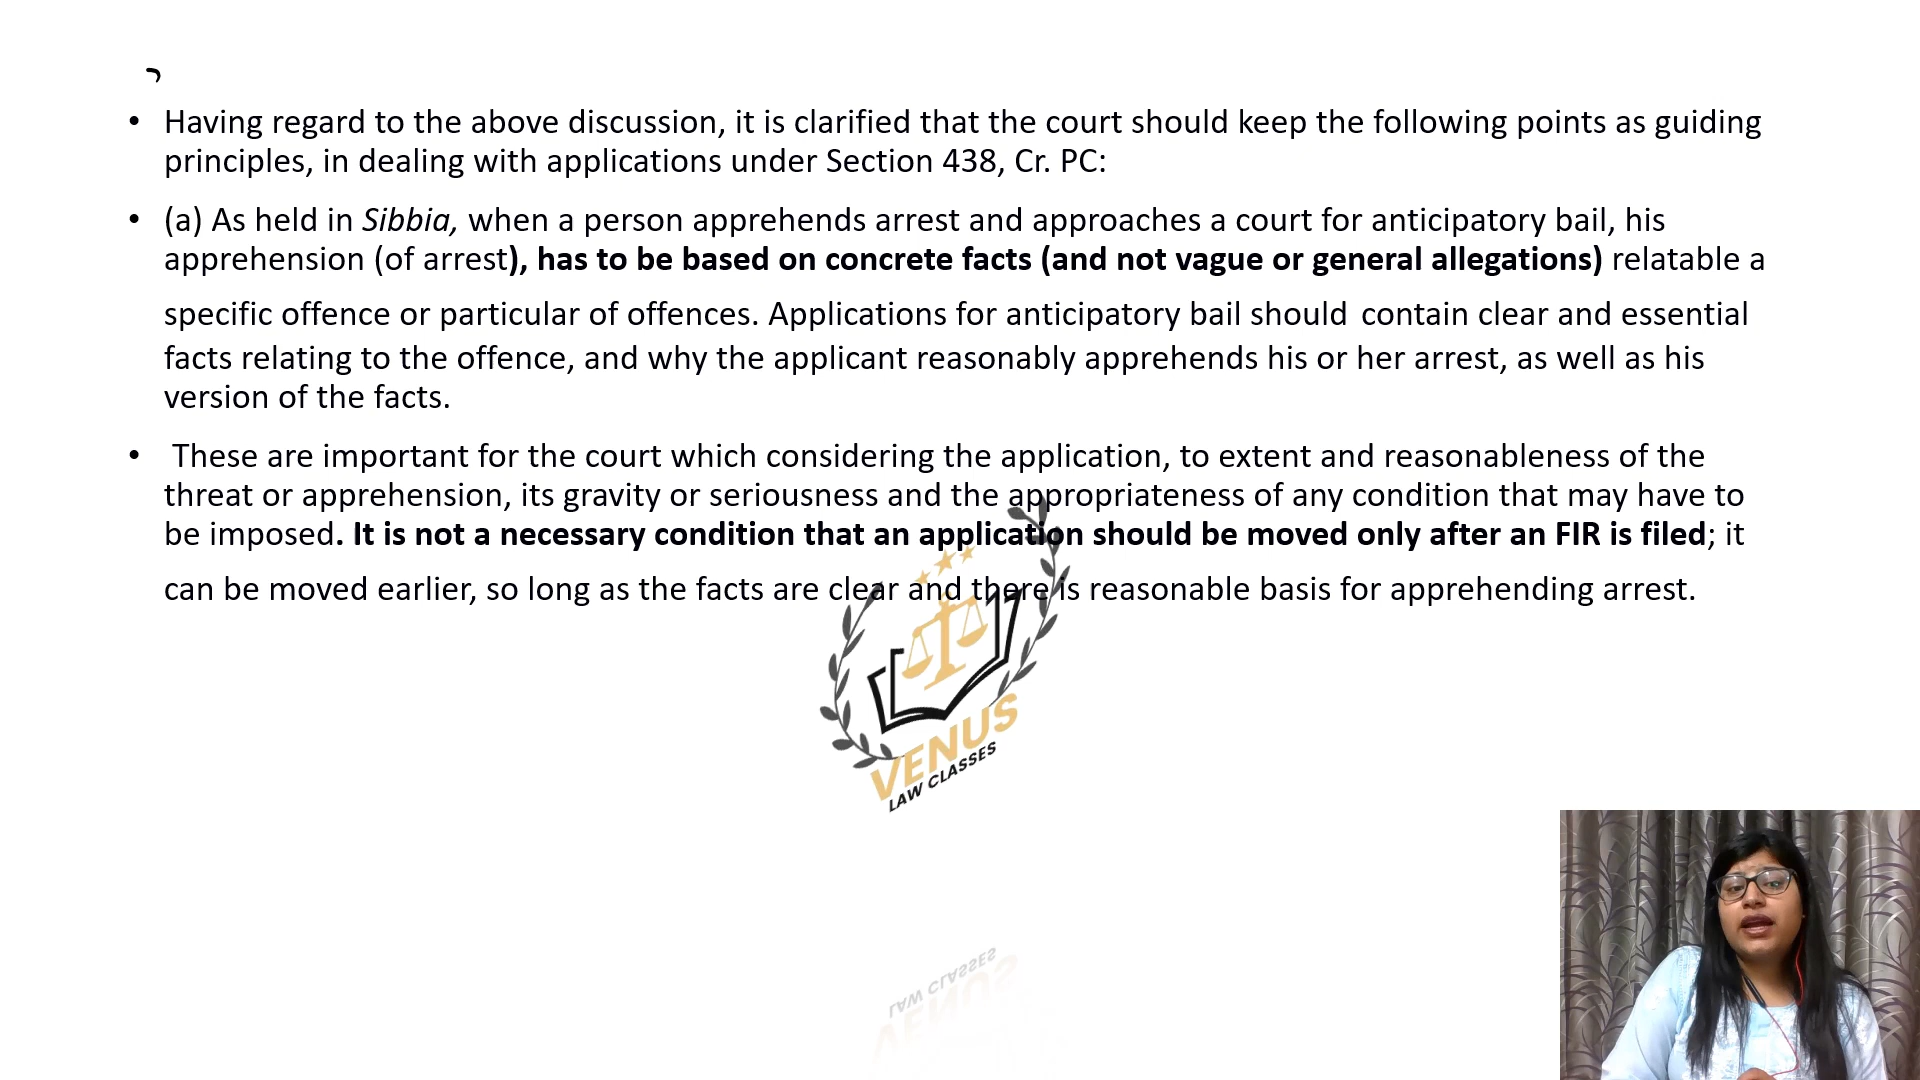 • Having regard to the above discussion, it is clarified that the court should keep the following points as guiding
principles, in dealing with applications under Section 438, Cr. PC:
• (a) As held in Sibbia, when a person apprehends arrest and approaches a court for anticipatory bail, his
apprehension (of arrest), has to be based on concrete facts (and not vague or general allegations) relatable a
specific offence or particular of offences. Applications for anticipatory bail should contain clear and essential
facts relating to the offence, and why the applicant reasonably apprehends his or her arrest, as well as his
version of the facts.
• These are important for the court which considering the application, to extent and reasonableness of the
threat or apprehension, its gravity or seriousness and the appropriateness of any condition that may have to
be imposed. It is not a necessary condition that an application should be moved only after an FIR is filed; it
can be moved earlier, so long as the facts are clear and there is reasonable basis for apprehending arrest.
VENUS
LAW CLASSES